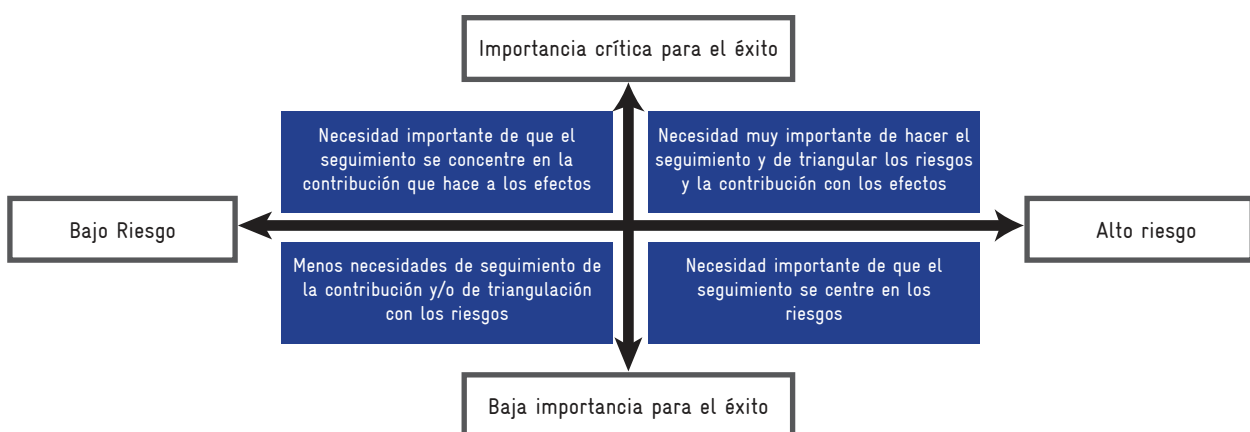 Importancia crítica para el éxito
Necesidad importante de que el
seguimiento se concentre en la
contribución que hace a los efectos
Necesidad muy importante de hacer el
seguimiento y de triangular los riesgos
y la contribución con los efectos
Bajo Riesgo
Alto riesgo
Menos necesidades de seguimiento de
la contribución y/o de triangulación
con los riesgos
Necesidad importante de que el
seguimiento se centre en los
riesgos
Baja importancia para el éxito